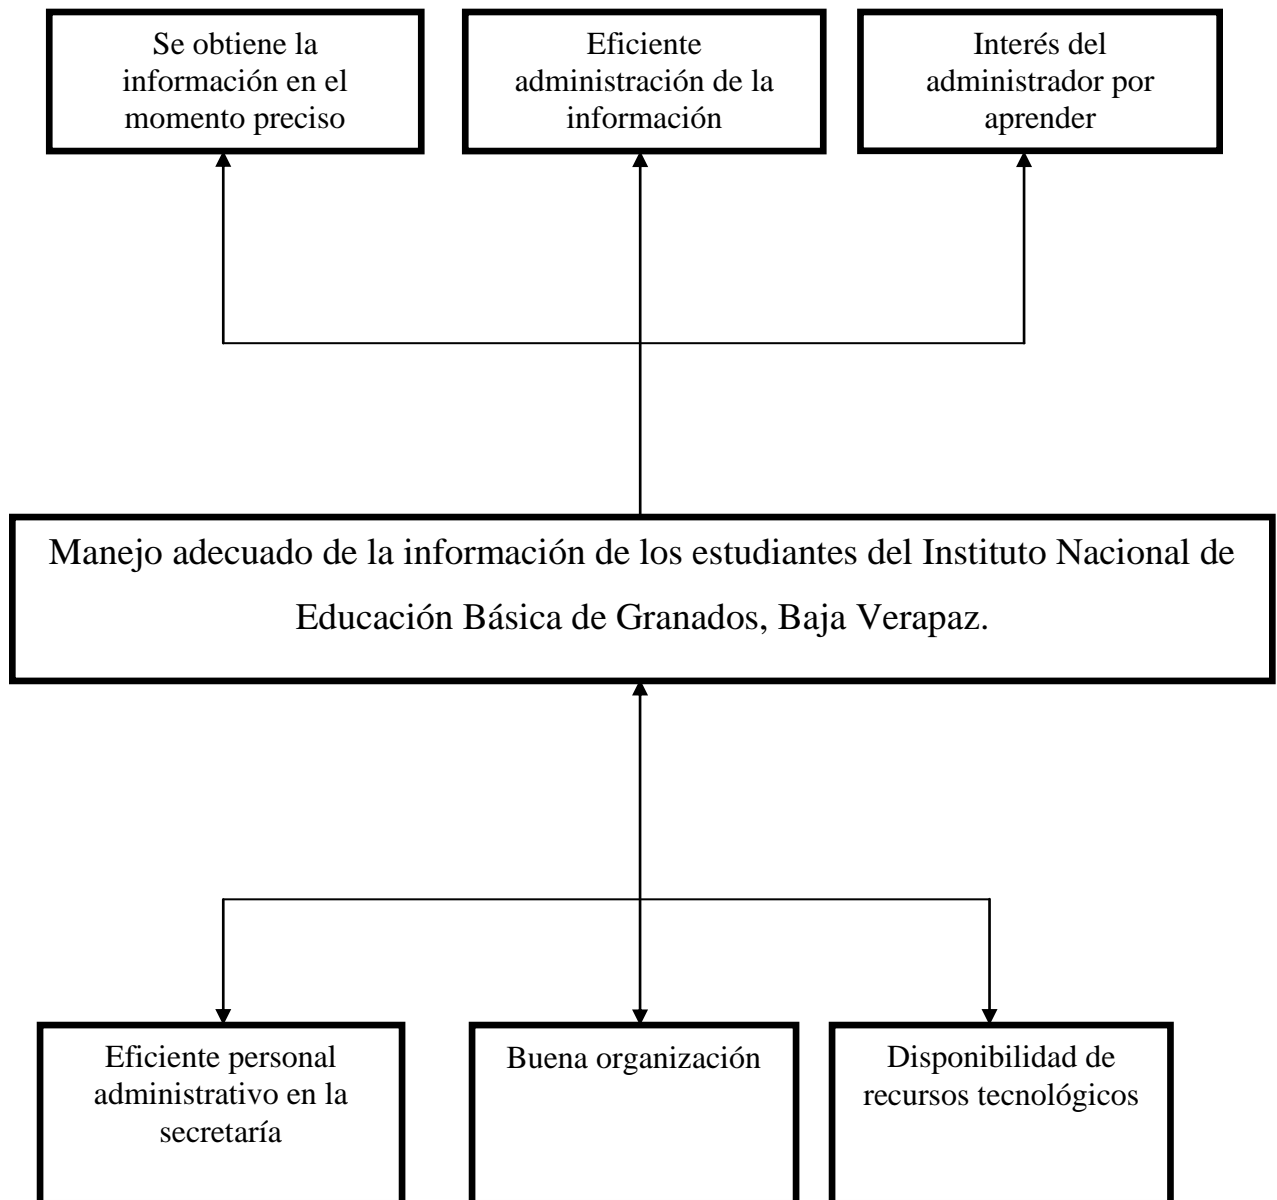 Se obtiene la
información en el
momento preciso
Eficiente
administración de la
información
Interés del
administrador por
aprender
Manejo adecuado de la información de los estudiantes del Instituto Nacional de
Educación Básica de Granados, Baja Verapaz.
Eficiente personal
administrativo en la
secretaría
Buena organización
Disponibilidad de
recursos tecnológicos